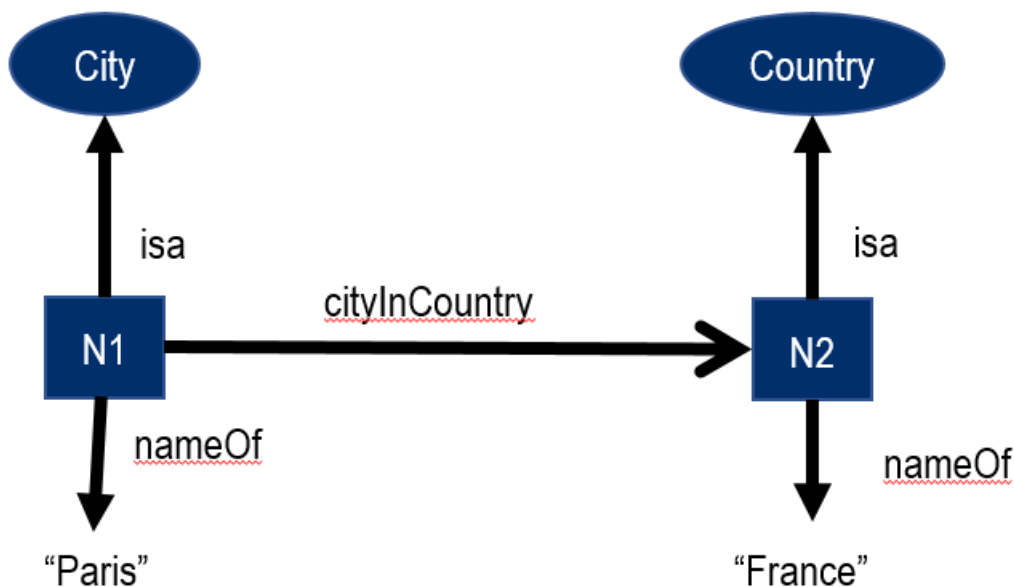 City
Country
isa
isa
cityInCountry
N1
N2
nameOf
nameOf
“Paris”
“France”